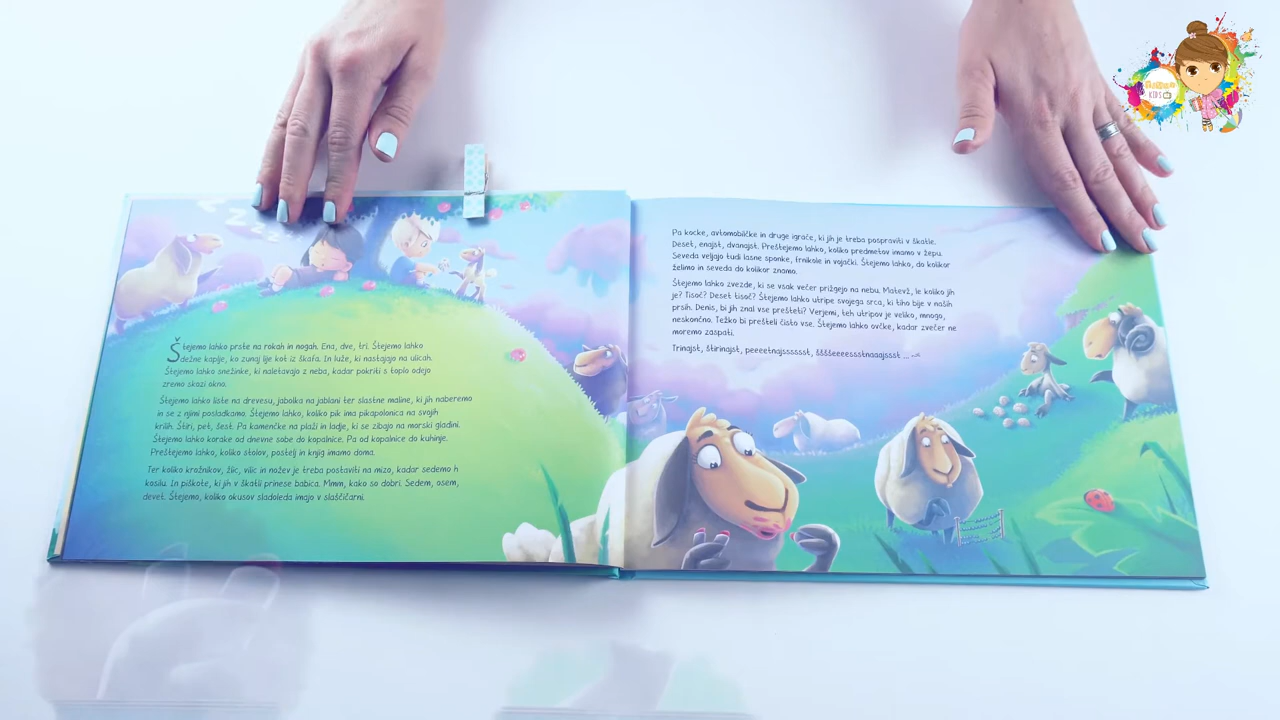 Štejemo lahko prste na rokah in nogah. Ena, dve, tri. Štejemo lahko
dežne kaplje, ko zunaj lije kot iz škafa. In luže, ki nastajajo na ulicah.
Štejemo lahko snežinke, ki naletavajo z neba, kadar pokriti s toplo odejo
zremo skozi okno.
Štejemo lahko liste na drevesu, jabolka na jablani ter slastne maline, ki jih naberemo
in se z njimi posladkamo. Štejemo lahko, koliko pik ima pikapolonica na svojih
krilih. Štiri, pet, šest. Pa kamenčke na plaži in ladje, ki se zibajo na morski gladini.
Štejemo lahko korake od dnevne sobe do kopalnice. Pa od kopalnice do kuhinje.
Preštejemo lahko, koliko stolov, postelj in knjig imamo doma.
Ter koliko krožnikov, žlic, vilic in nožev je treba postaviti na mizo, kadar sedemo h
kosilu. In piškote, ki jih v škatli prinese babica. Mmm, kako so dobri. Sedem, osem,
devet. Štejemo, koliko okusov sladoleda imajo v slaščičarni.
Pa kocke, avtomobilčke in druge igrače, ki jih je treba pospraviti v škatle.
Deset, enajst, dvanajst. Preštejemo lahko, koliko predmetov imamo v žepu.
Seveda veljajo tudi lasne sponke, frnikole in vojački. Štejemo lahko, do kolikor
želimo in seveda do kolikor znamo.
Štejemo lahko zvezde, ki se vsak večer prižgejo na nebu. Matevž, le koliko jih
je? Tisoč? Deset tisoč? Štejemo lahko utripe svojega srca, ki tiho bije v naših
prsih. Denis, bi jih znal vse prešteti? Verjemi, teh utripov je veliko, mnogo,
neskončno. Težko bi prešteli čisto vse. Štejemo lahko ovčke, kadar zvečer ne
moremo zaspati.
Trinajst, štirinajst, peeeetnajsssssst, ššššeeeessstnaaajssst ...
KIDS